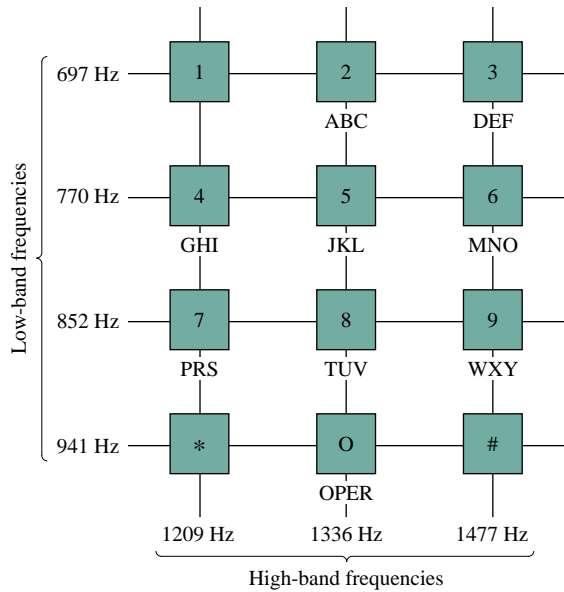 697 Hz 1 2 3
ABC DEF
770 Hz 4 5 6
GHI JKL MNO
852 Hz 7 8 9
PRS TUV WXY
941 Hz * O #
OPER
1209 Hz 1336 Hz 1477 Hz
High-band frequencies
Low-band frequencies